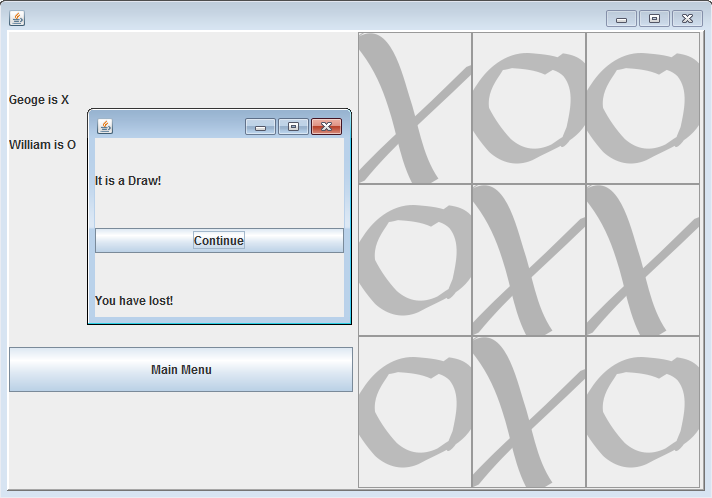 Geoge is X
William is O
It is a Draw!
Continue
You have lost!
Main Menu
X O O
O X X
O X O